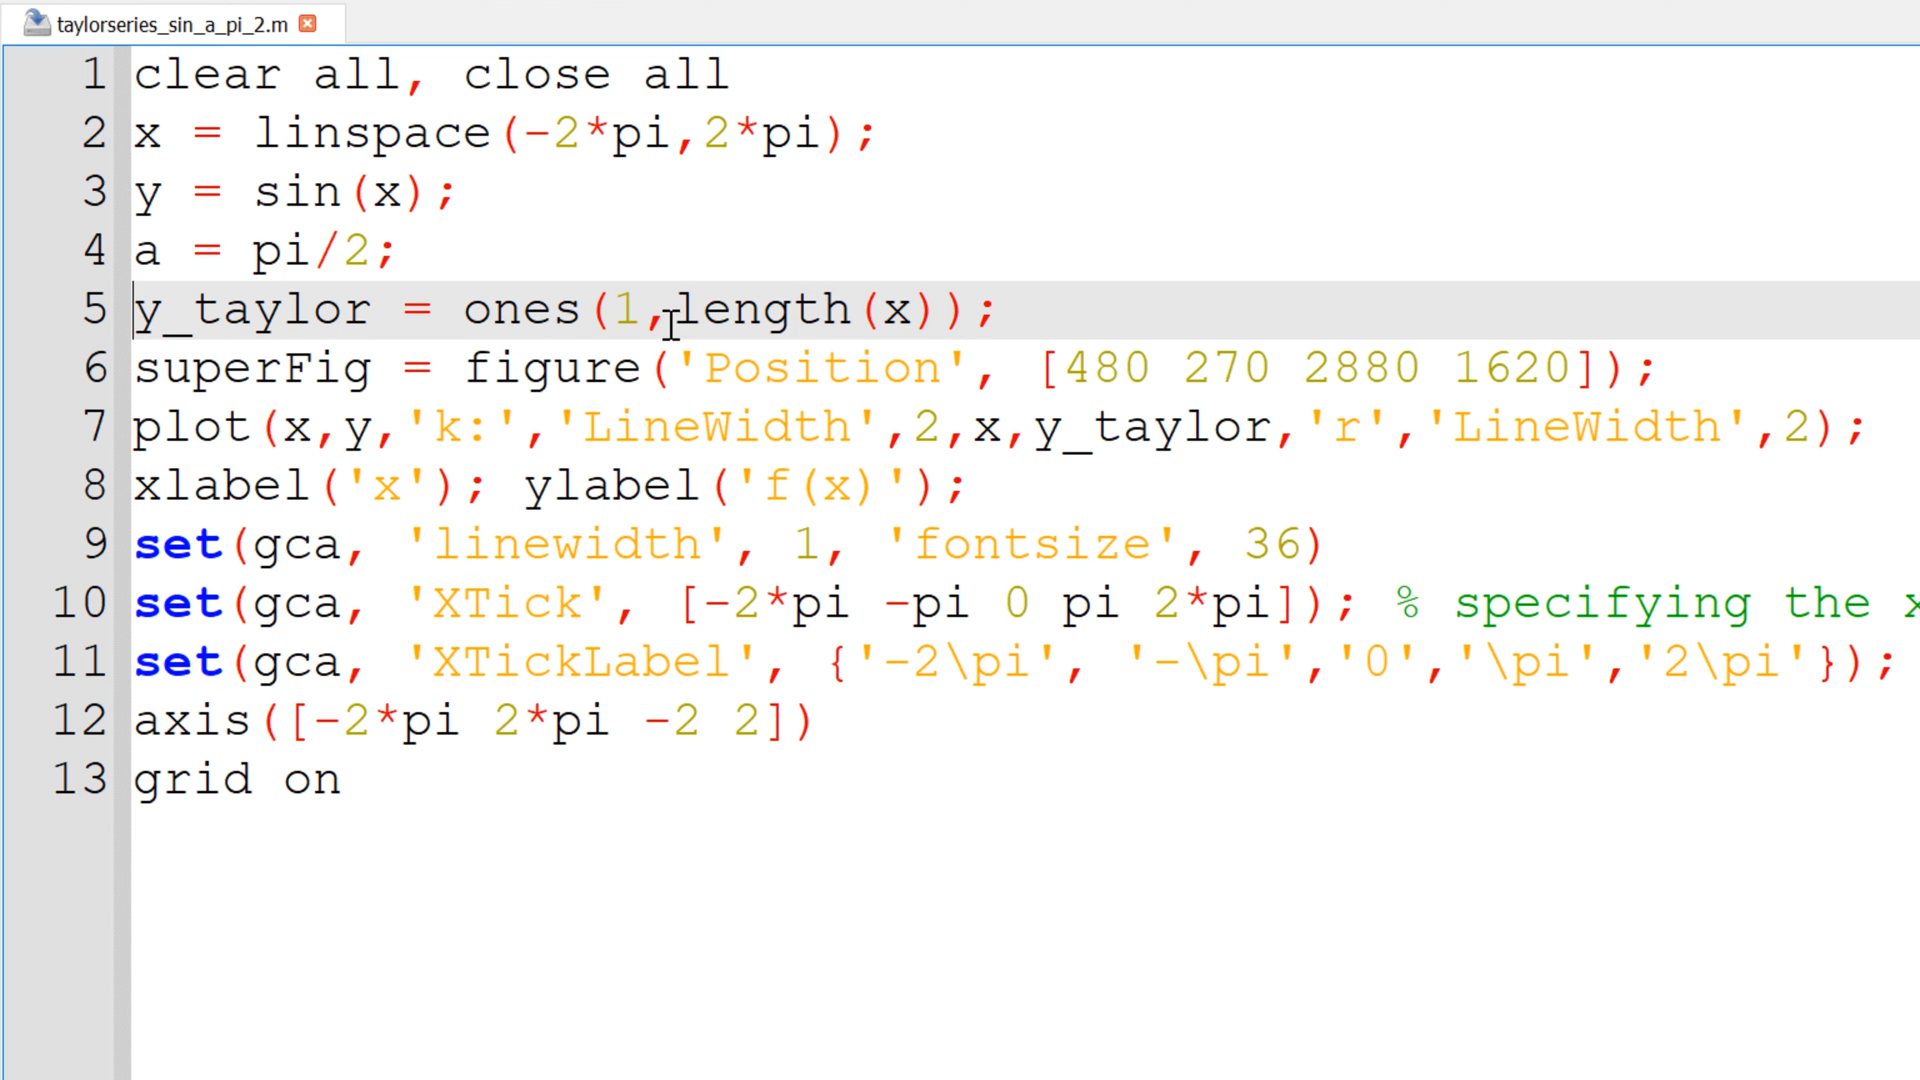 taylorseries_sin_a_pi_2.m
1 clear all, close all
2 x = linspace(-2*pi,2*pi);
3 y = sin(x);
4 a = pi/2;
5 y_taylor = ones(1,length(x));
6 superFig = figure('Position', [480 270 2880 1620]);
7 plot(x,y,'k:','LineWidth',2,x,y_taylor,'r','LineWidth',2);
8 xlabel('x'); ylabel('f(x)');
9 set(gca, 'linewidth', 1, 'fontsize', 36)
10 set(gca, 'XTick', [-2*pi -pi 0 pi 2*pi]); % specifying the x
11 set(gca, 'XTickLabel', {'-2\pi', '-\pi','0','\pi','2\pi'});
12 axis([-2*pi 2*pi -2 2])
13 grid on